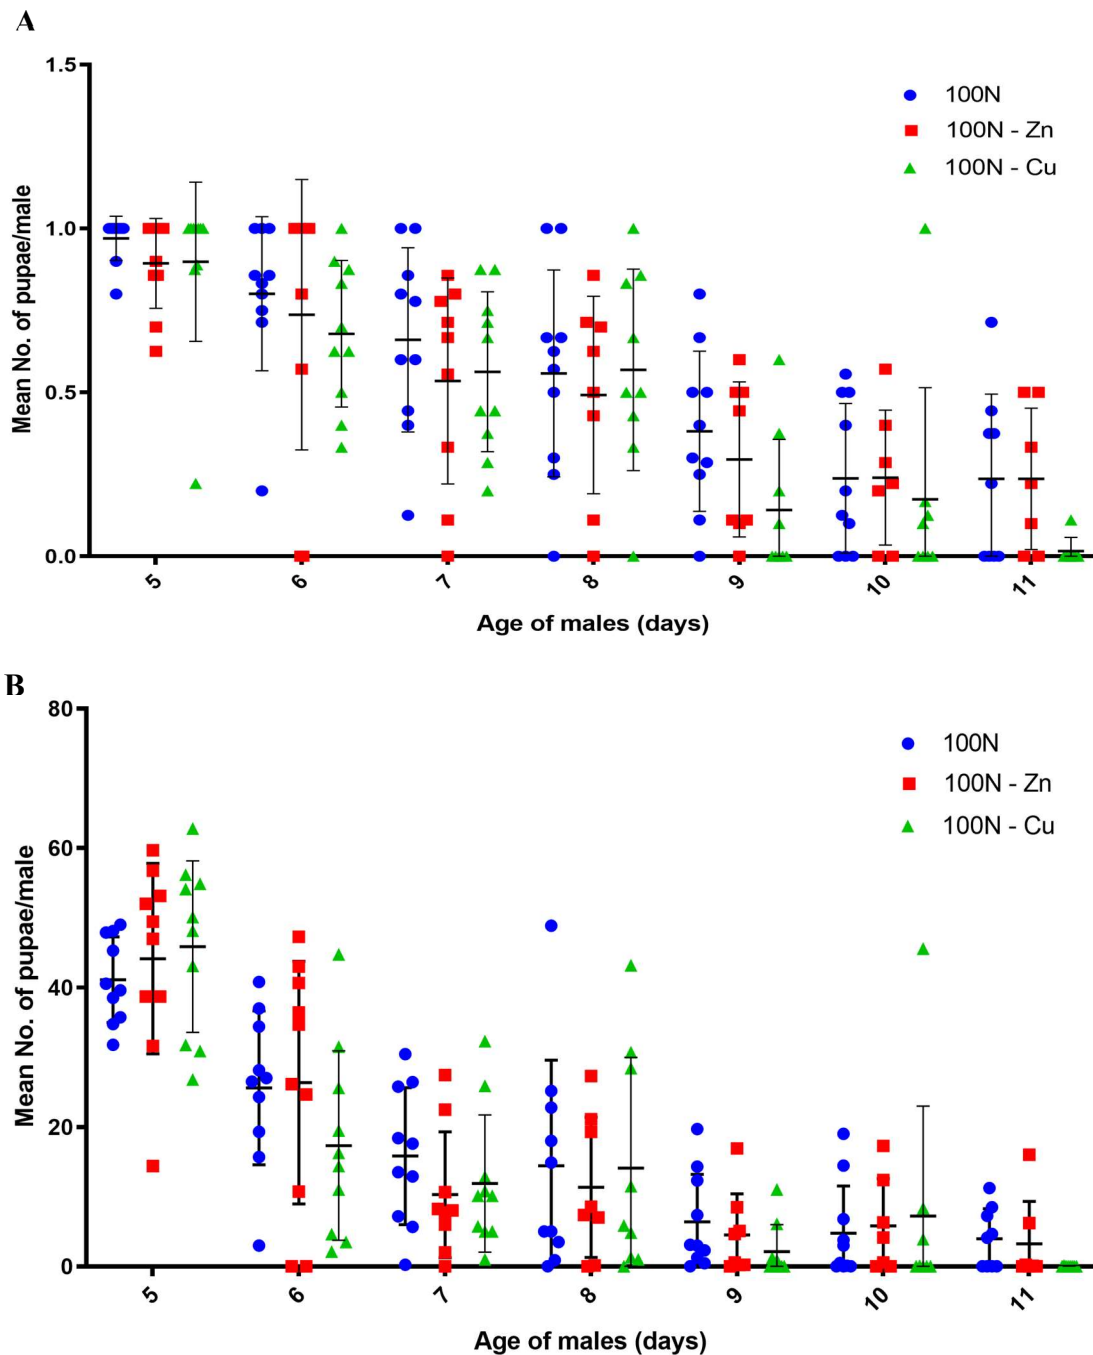 A
Mean No. of pupae/male
1.5
1.0
0.5
0.0
100N
100N - Zn
100N - Cu
5 6 7 8 9 10 11
Age of males (days)
B
Mean No. of pupae/male
80
60
40
20
0
100N
100N - Zn
100N - Cu
5 6 7 8 9 10 11
Age of males (days)